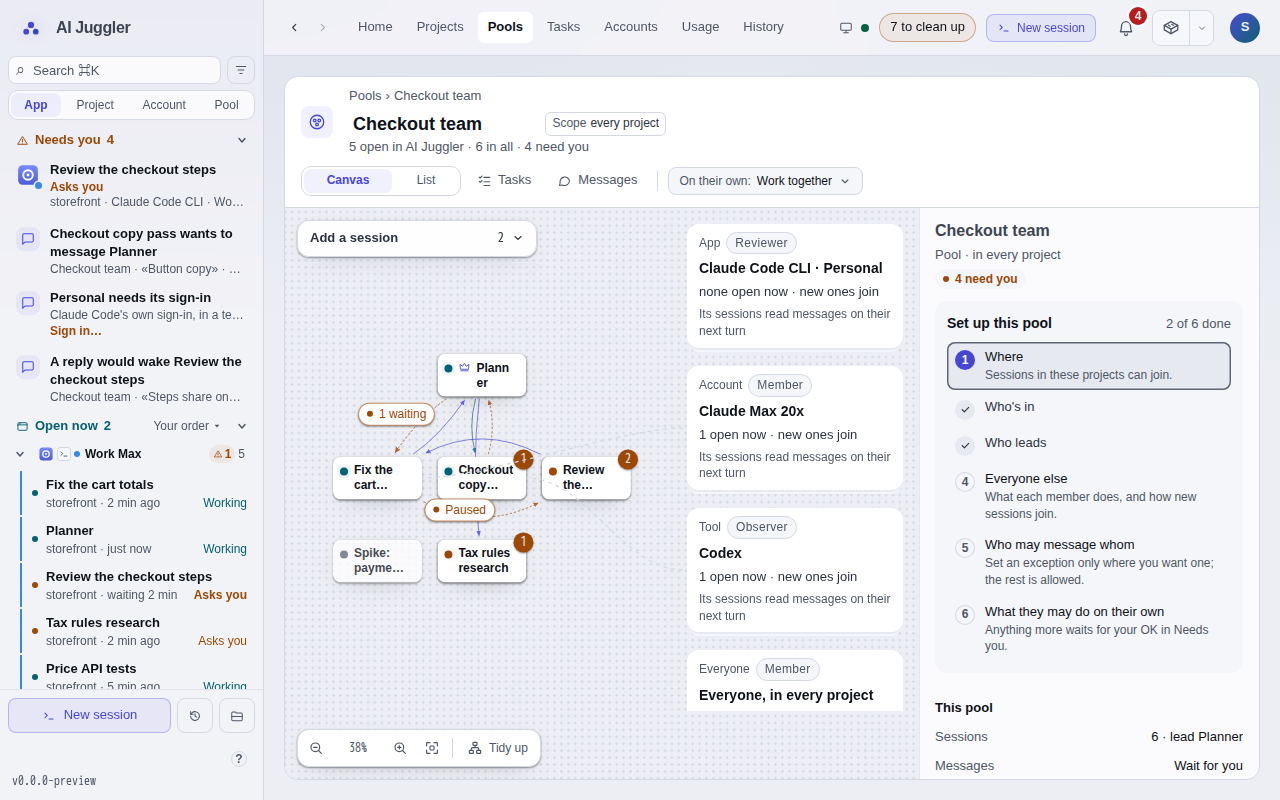 AI Juggler
Search ⌘K
App Project Account Pool
Needs you 4
Review the checkout steps
Asks you
storefront · Claude Code CLI · Wo…
Checkout copy pass wants to
message Planner
Checkout team · «Button copy» · …
Personal needs its sign-in
Claude Code's own sign-in, in a te…
Sign in…
A reply would wake Review the
checkout steps
Checkout team · «Steps share on…
Open now 2 Your order
Work Max 1 5
Fix the cart totals
storefront · 2 min ago Working
Planner
storefront · just now Working
Review the checkout steps
storefront · waiting 2 min Asks you
Tax rules research
storefront · 2 min ago Asks you
Price API tests
storefront · 5 min ago Working
New session
?
v0.0.0-preview
Home Projects Pools Tasks Accounts Usage History
7 to clean up
New session
4
S
Pools › Checkout team
Checkout team
Scope every project
5 open in AI Juggler · 6 in all · 4 need you
Canvas List
Tasks Messages
On their own: Work together
Add a session 2
Plann
er
1 waiting
Fix the
cart…
Checkout
copy…
1
Review
the…
2
Paused
Spike:
payme…
Tax rules
research
1
38%
Tidy up
App Reviewer
Claude Code CLI · Personal
none open now · new ones join
Its sessions read messages on their
next turn
Account Member
Claude Max 20x
1 open now · new ones join
Its sessions read messages on their
next turn
Tool Observer
Codex
1 open now · new ones join
Its sessions read messages on their
next turn
Everyone Member
Everyone, in every project
Checkout team
Pool · in every project
4 need you
Set up this pool 2 of 6 done
1 Where
Sessions in these projects can join.
Who's in
Who leads
4 Everyone else
What each member does, and how new
sessions join.
5 Who may message whom
Set an exception only where you want one;
the rest is allowed.
6 What they may do on their own
Anything more waits for your OK in Needs
you.
This pool
Sessions 6 · lead Planner
Messages Wait for you